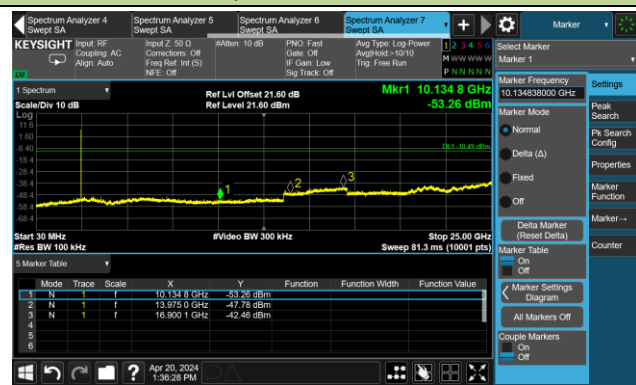 Spectrum Analyzer 4
Swept SA
Spectrum Analyzer 5
Swept SA
Spectrum Analyzer 6
Swept SA
Spectrum Analyzer 7
Swept SA
+
Marker
KEYSIGHT
Input: RF
Coupling: AC
Align: Auto
Input Z: 50 Ω
Corrections: Off
Freq Ref: Int (S)
NFE: Off
#Atten: 10 dB
PNO: Fast
Gate: Off
IF Gain: Low
Sig Track: Off
Avg Type: Log-Power
Avg|Hold:>10/10
Trig: Free Run
1 2 3 4 5 6
M W W W W W
P N N N N N
Select Marker
Marker 1
1 Spectrum
Scale/Div 10 dB
Ref Lvl Offset 21.60 dB
Ref Level 21.60 dBm
Mkr1 10.134 8 GHz
-53.26 dBm
Log
11.6
1.60
-8.40
-18.4
-28.4
-38.4
-48.4
-58.4
-68.4
DL1 -10.49 dBm
1
2
3
Start 30 MHz
#Res BW 100 kHz
#Video BW 300 kHz
Stop 25.00 GHz
Sweep 81.3 ms (10001 pts)
5 Marker Table
Mode Trace Scale X Y Function Function Width Function Value
1 N 1 f 10.134 8 GHz -53.26 dBm
2 N 1 f 13.975 0 GHz -47.78 dBm
3 N 1 f 16.900 1 GHz -42.46 dBm
4
5
6
Marker Frequency
10.134838000 GHz
Marker Mode
Normal
Delta (Δ)
Fixed
Off
Delta Marker
(Reset Delta)
Marker Table
On
Off
Marker Settings
Diagram
All Markers Off
Couple Markers
On
Off
Settings
Peak
Search
Pk Search
Config
Properties
Marker
Function
Marker→
Counter
?
Apr 20, 2024
1:36:28 PM